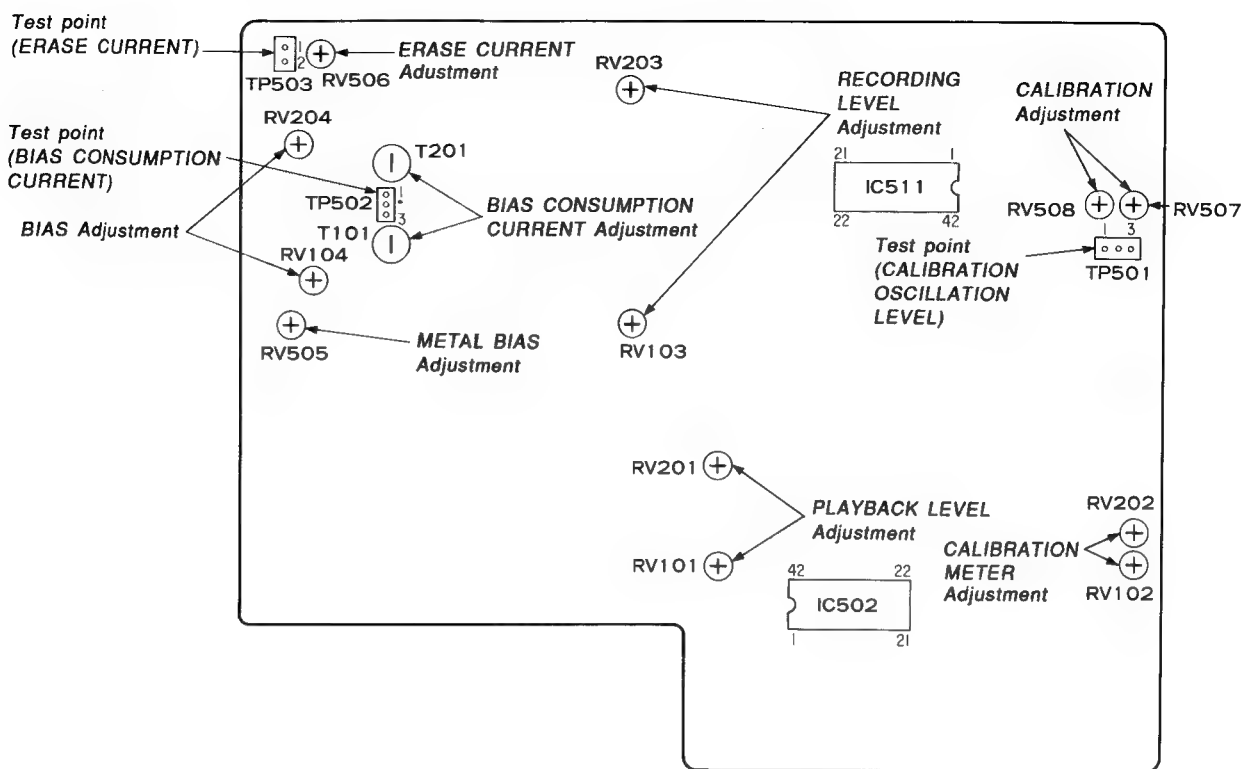 Test point
(ERASE CURRENT)
1
2
TP503
RV506
ERASE CURRENT
Adustment
RV203
RECORDING
LEVEL
Adjustment
CALIBRATION
Adjustment
RV204
Test point
(BIAS CONSUMPTION
CURRENT)
T201
TP502
1
3
T101
BIAS CONSUMPTION
CURRENT Adjustment
BIAS Adjustment
RV104
21
1
IC511
22
42
RV508
RV507
1
3
TP501
Test point
(CALIBRATION
OSCILLATION
LEVEL)
RV505
METAL BIAS
Adjustment
RV103
RV201
PLAYBACK LEVEL
Adjustment
RV101
RV202
CALIBRATION
METER
Adjustment
RV102
42
22
IC502
1
21